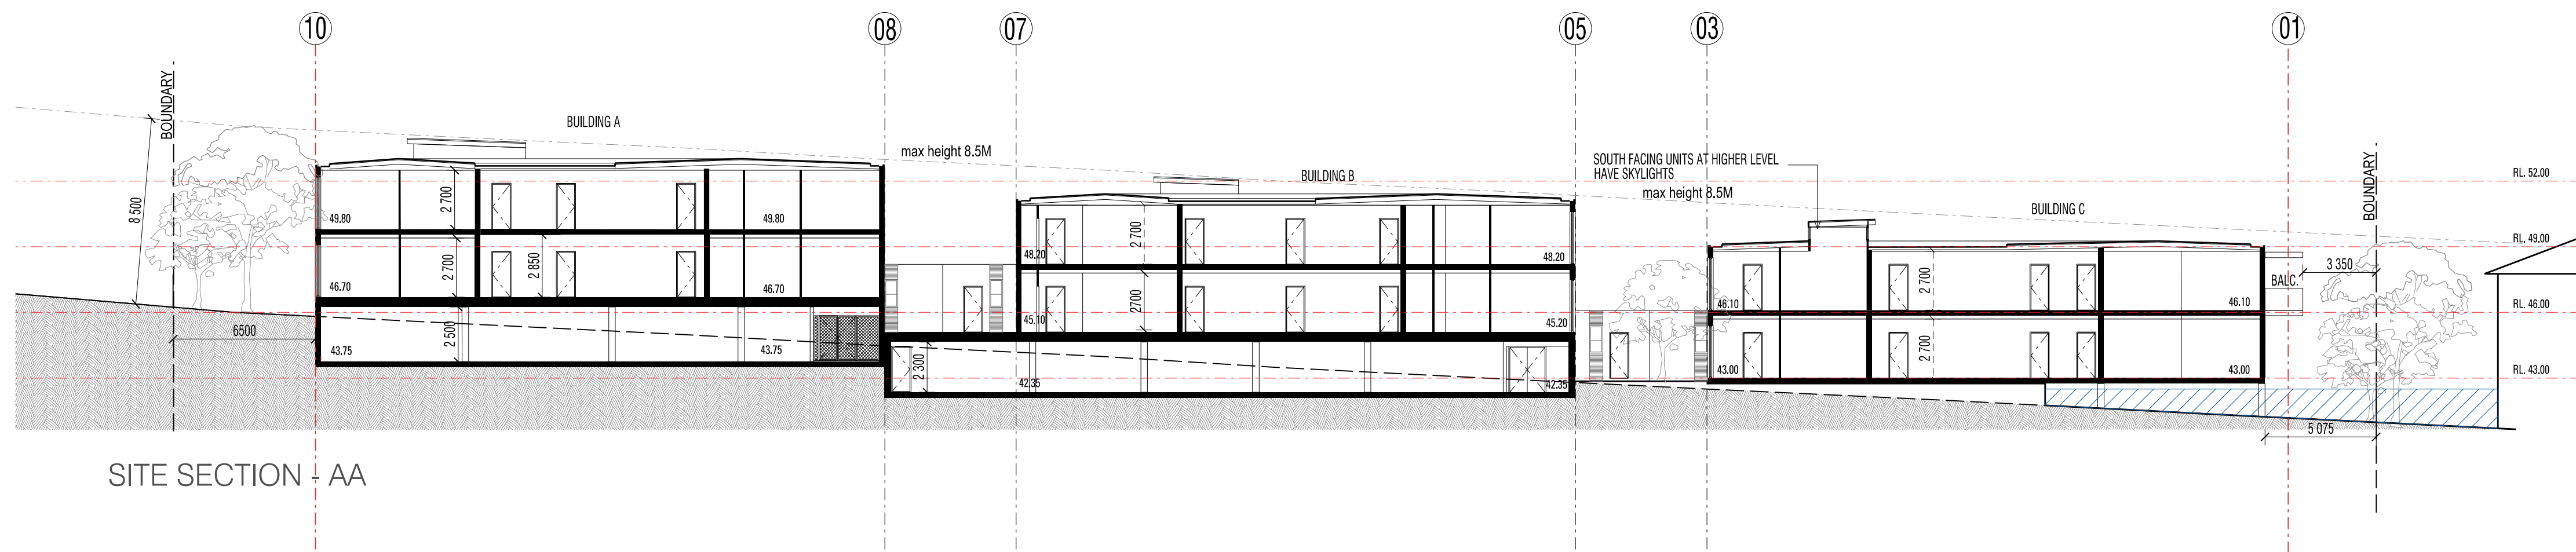 10
08
07
05
03
01
BOUNDARY
BUILDING A
max height 8.5M
BUILDING B
SOUTH FACING UNITS AT HIGHER LEVEL
HAVE SKYLIGHTS
max height 8.5M
BUILDING C
BOUNDARY
RL. 52.00
RL. 49.00
RL. 46.00
RL. 43.00
8 500
6500
2 700
49.80
49.80
2 700
2 850
46.70
46.70
2 500
43.75
43.75
2 700
48.20
48.20
2700
45.10
45.20
2 300
42.35
42.35
2 700
46.10
46.10
2 700
43.00
43.00
BALC.
3 350
5 075
SITE SECTION - AA